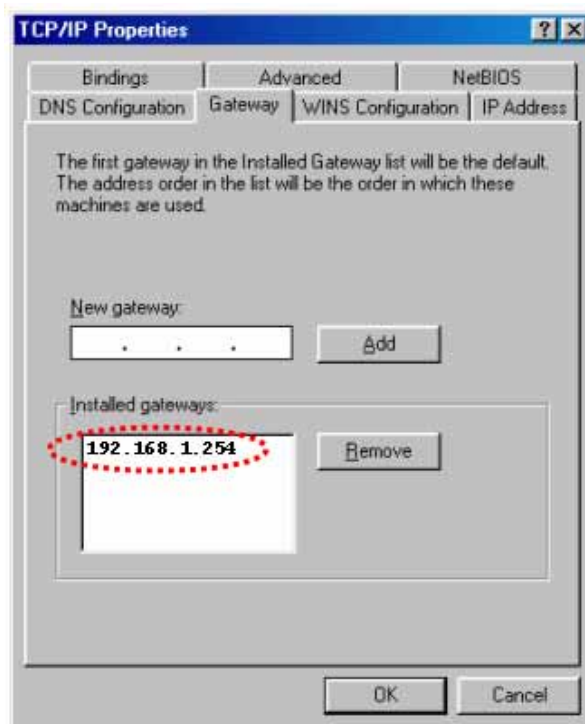 TCP/IP Properties
Bindings Advanced NetBIOS
DNS Configuration Gateway WINS Configuration IP Address
The first gateway in the Installed Gateway list will be the default.
The address order in the list will be the order in which these
machines are used.
New gateway:
. . . Add
Installed gateways:
192.168.1.254 Remove
OK Cancel